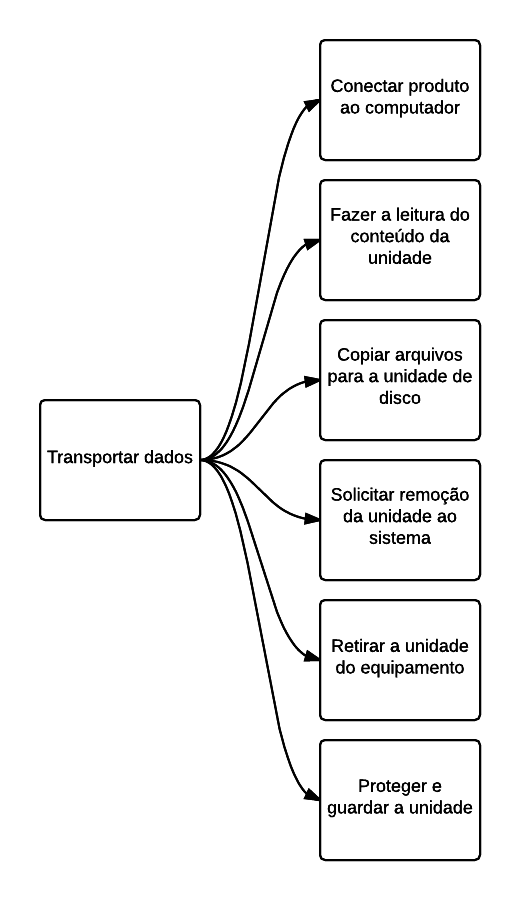 Conectar produto
ao computador
Fazer a leitura do
conteúdo da
unidade
Copiar arquivos
para a unidade de
disco
Transportar dados
Solicitar remoção
da unidade ao
sistema
Retirar a unidade
do equipamento
Proteger e
guardar a unidade